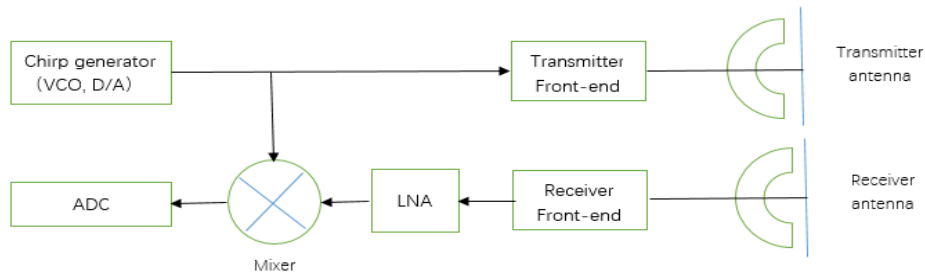 Chirp generator
(VCO, D/A)
Transmitter
Front-end
Transmitter
antenna
ADC
Mixer
LNA
Receiver
Front-end
Receiver
antenna